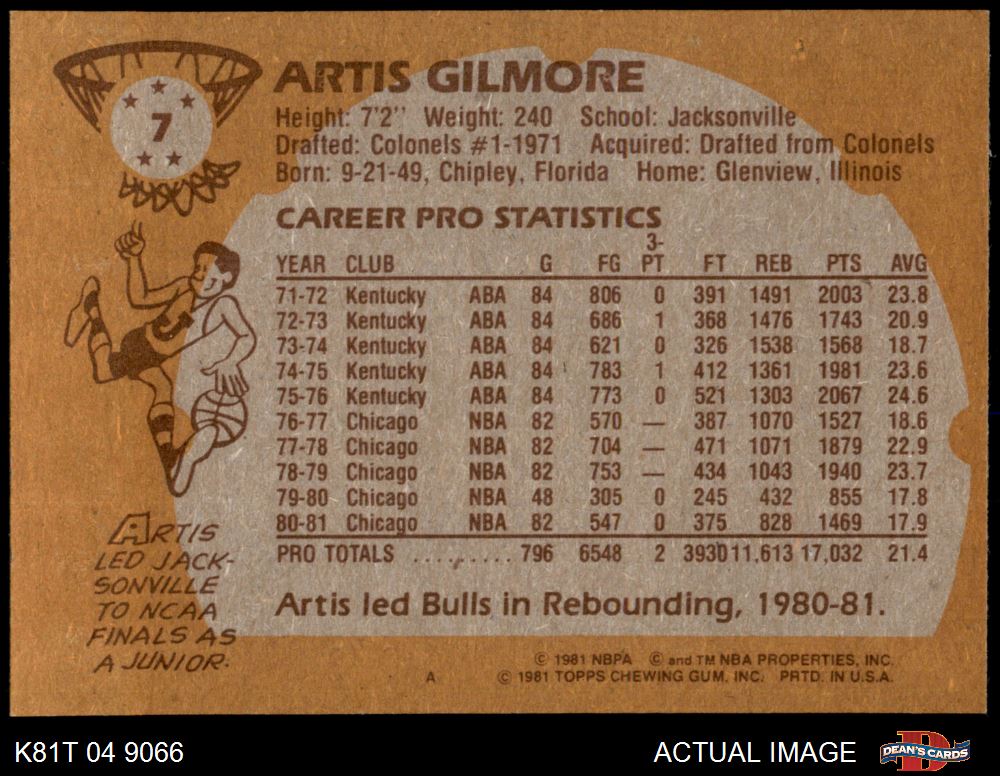 7
ARTIS GILMORE
Height: 7'2" Weight: 240 School: Jacksonville
Drafted: Colonels #1-1971 Acquired: Drafted from Colonels
Born: 9-21-49, Chipley, Florida Home: Glenview, Illinois
CAREER PRO STATISTICS
YEAR CLUB G FG 3-PT FT REB PTS AVG
71-72 Kentucky ABA 84 806 0 391 1491 2003 23.8
72-73 Kentucky ABA 84 686 1 368 1476 1743 20.9
73-74 Kentucky ABA 84 621 0 326 1538 1568 18.7
74-75 Kentucky ABA 84 783 1 412 1361 1981 23.6
75-76 Kentucky ABA 84 773 0 521 1303 2067 24.6
76-77 Chicago NBA 82 570 — 387 1070 1527 18.6
77-78 Chicago NBA 82 704 — 471 1071 1879 22.9
78-79 Chicago NBA 82 753 — 434 1043 1940 23.7
79-80 Chicago NBA 48 305 0 245 432 855 17.8
80-81 Chicago NBA 82 547 0 375 828 1469 17.9
PRO TOTALS .......... 796 6548 2 3930 11,613 17,032 21.4
Artis led Bulls in Rebounding, 1980-81.
ARTIS
LED JACK-
SONVILLE
TO NCAA
FINALS AS
A JUNIOR.
A
© 1981 NBPA © and TM NBA PROPERTIES, INC.
© 1981 TOPPS CHEWING GUM, INC. PRTD. IN U.S.A.
K81T 04 9066
ACTUAL IMAGE
D
DEAN'S CARDS